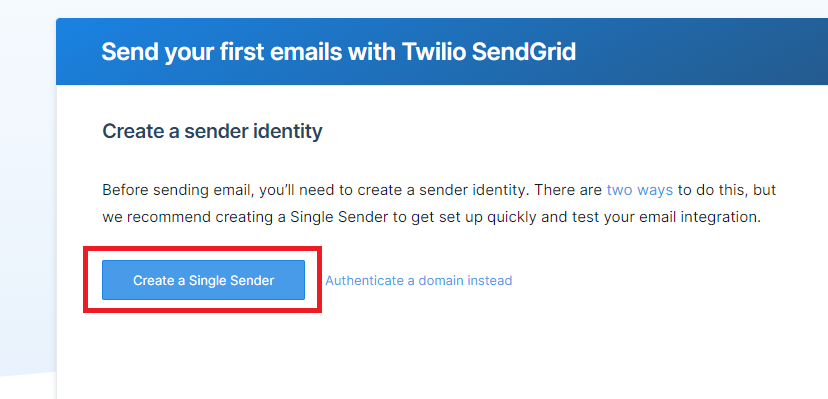 Send your first emails with Twilio SendGrid
Create a sender identity
Before sending email, you’ll need to create a sender identity. There are two ways to do this, but
we recommend creating a Single Sender to get set up quickly and test your email integration.
Create a Single Sender
Authenticate a domain instead